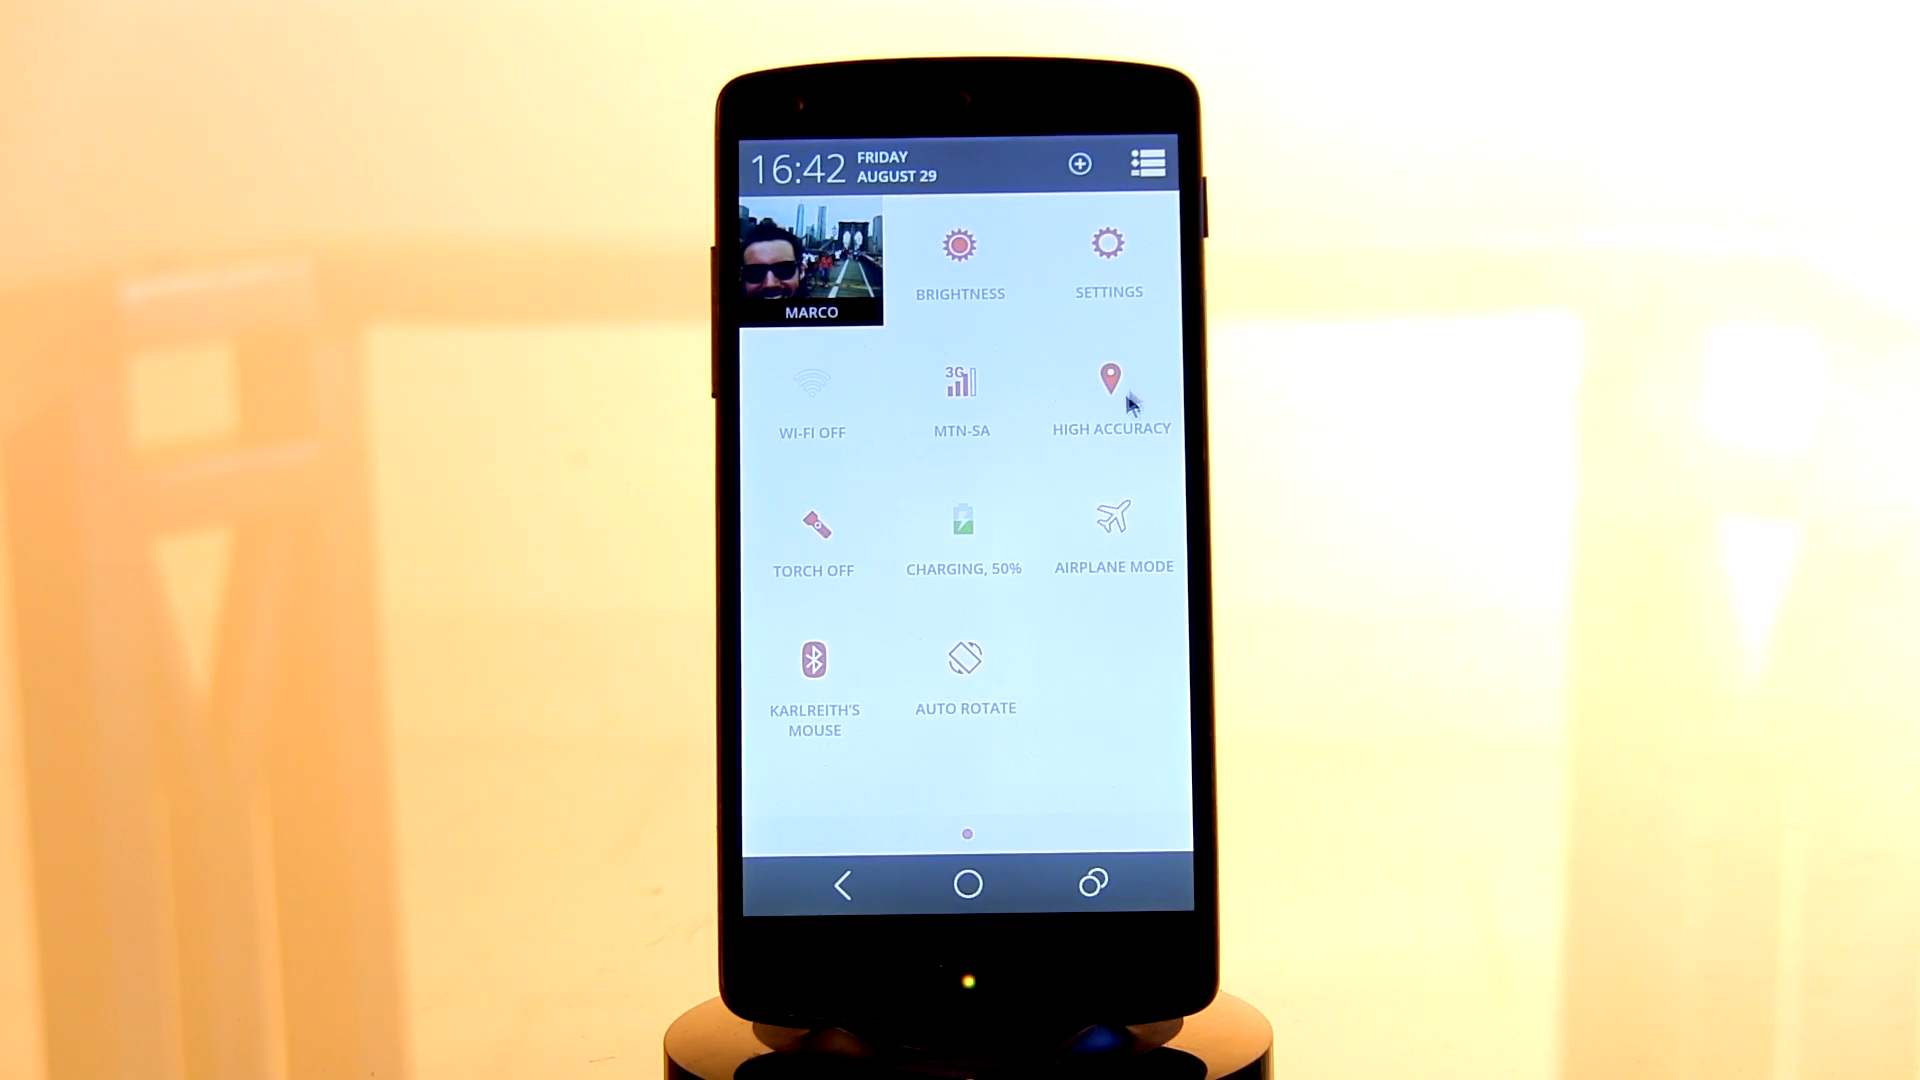 16:42
FRIDAY
AUGUST 29
MARCO
BRIGHTNESS
SETTINGS
WI-FI OFF
3G
MTN-SA
HIGH ACCURACY
TORCH OFF
CHARGING, 50%
AIRPLANE MODE
KARLREITH'S
MOUSE
AUTO ROTATE